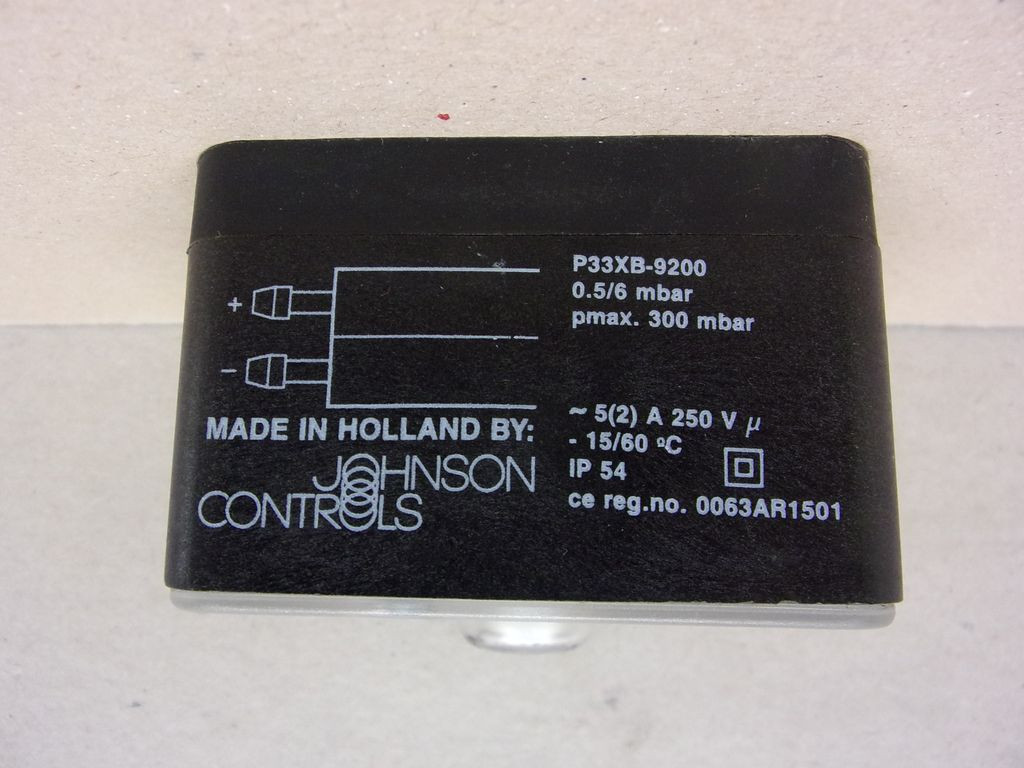 P33XB-9200
0.5/6 mbar
pmax. 300 mbar
+
-
MADE IN HOLLAND BY:
JOHNSON
CONTROLS
~ 5(2) A 250 V µ
- 15/60 ºC
IP 54
ce reg.no. 0063AR1501